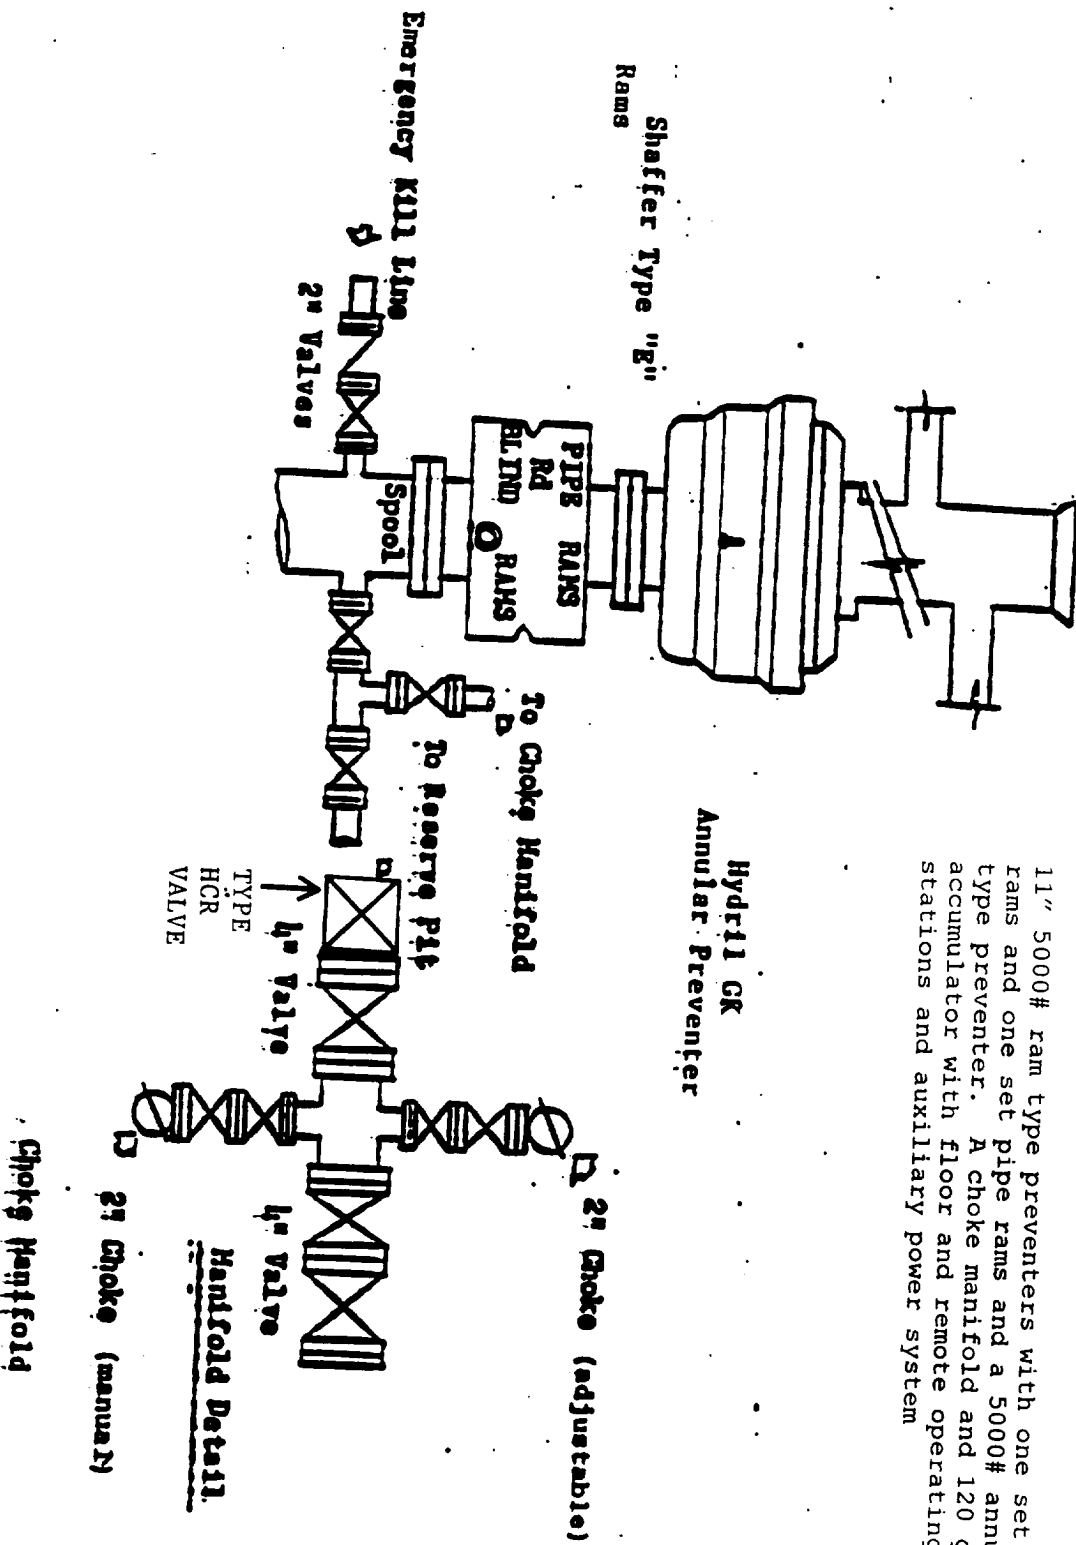 11" 5000# ram type preventers with one set
rams and one set pipe rams and a 5000# annu
type preventer. A choke manifold and 120 g
accumulator with floor and remote operating
stations and auxiliary power system
Shaffer Type "E"
Rams
Hydril GK
Annular Preventer
PIPE RAMS
Rd
BLIND RAMS
Spool
Emergency Kill Line
2" Valves
To Choke Manifold
To Reserve Pit
TYPE
HCR
VALVE
4" Valve
2" Choke (adjustable)
4" Valve
Manifold Detail
2" Choke (manual)
Choke Manifold